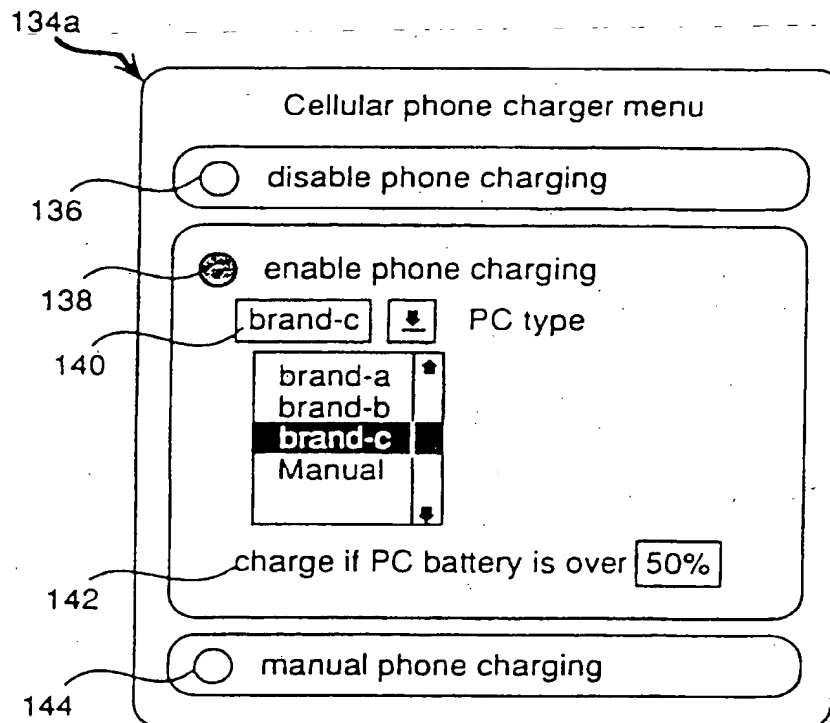 134a
Cellular phone charger menu
136
disable phone charging
138
enable phone charging
140
brand-c PC type
brand-a
brand-b
brand-c
Manual
142
charge if PC battery is over 50%
144
manual phone charging